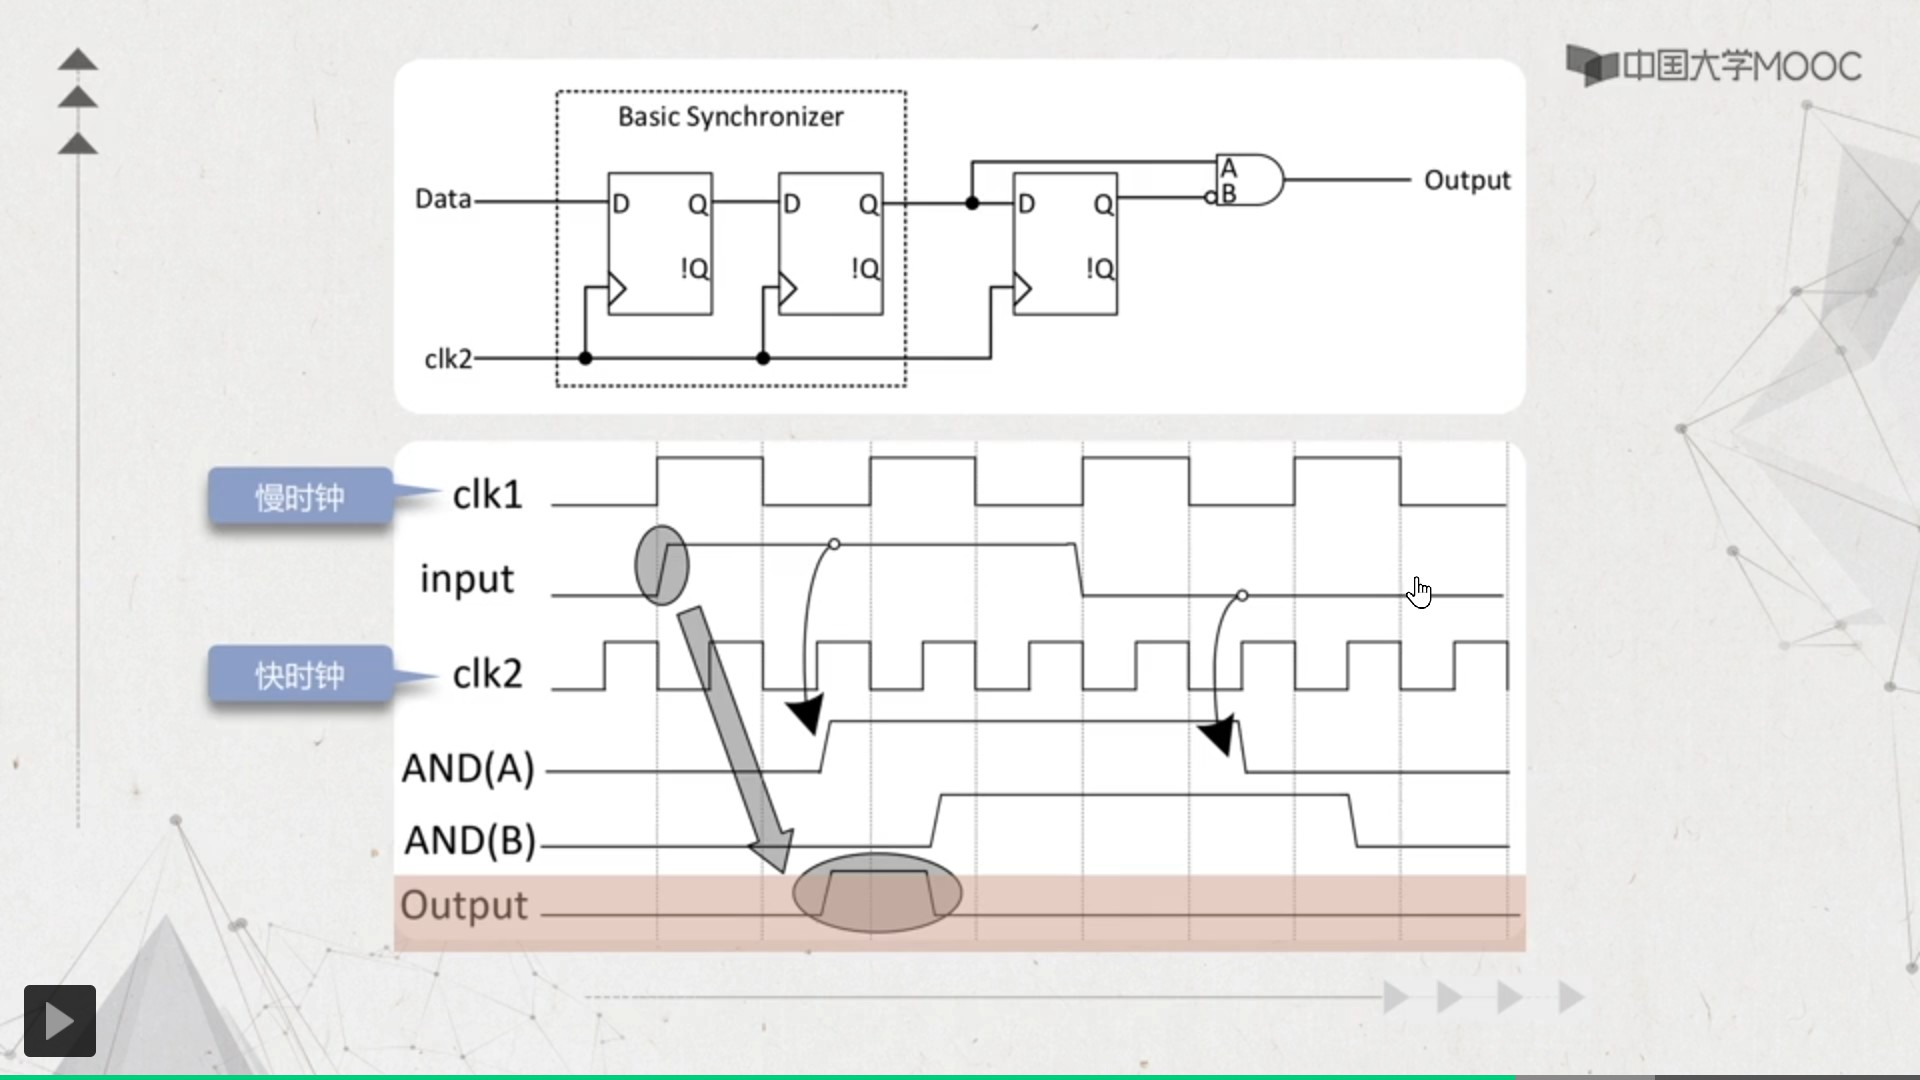 中国大学MOOC
Basic Synchronizer
Data
D Q
!Q
D Q
!Q
D Q
!Q
A
B
Output
clk2
慢时钟
clk1
input
快时钟
clk2
AND(A)
AND(B)
Output